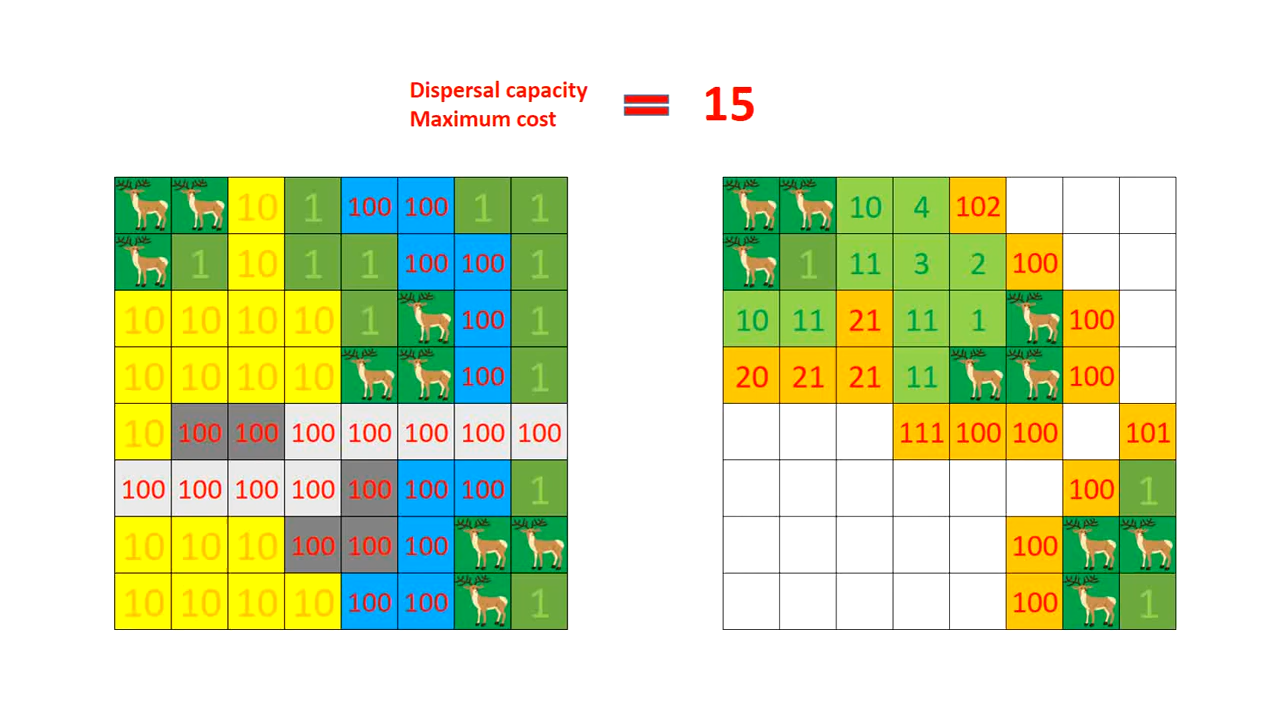 Dispersal capacity
Maximum cost
= 15
10 1 100 100 1 1
1 10 1 1 100 100 1
10 10 10 10 1 100 1
10 10 10 10 100 1
10 100 100 100 100 100 100 100
100 100 100 100 100 100 100 1
10 10 10 100 100 100
10 10 10 10 100 100 1
10 4 102
1 11 3 2 100
10 11 21 11 1 100
20 21 21 11 100
111 100 100 101
100 1
100
100 1